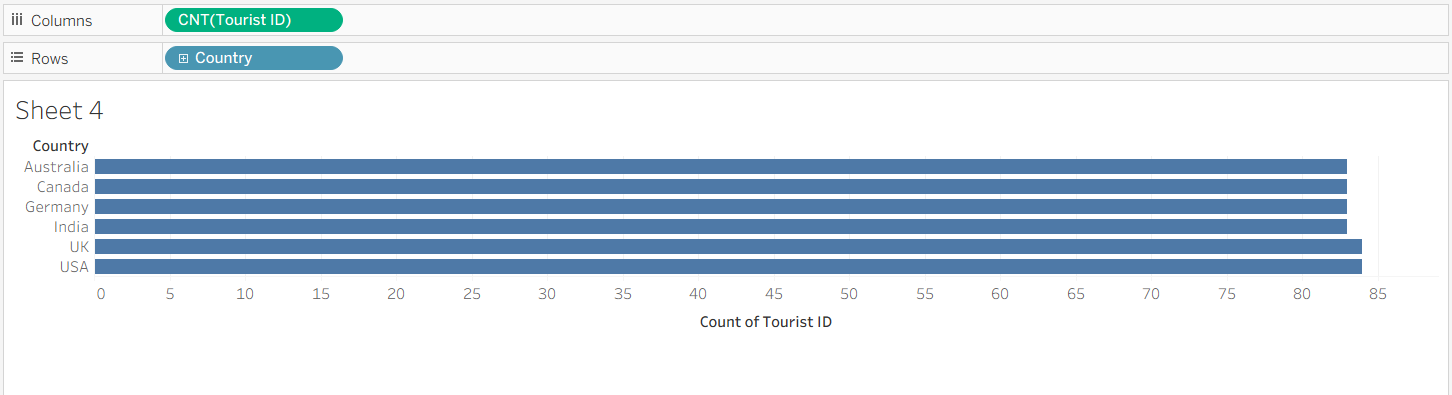 Columns CNT(Tourist ID)
Rows Country
Sheet 4
Country
Australia
Canada
Germany
India
UK
USA
0 5 10 15 20 25 30 35 40 45 50 55 60 65 70 75 80 85
Count of Tourist ID